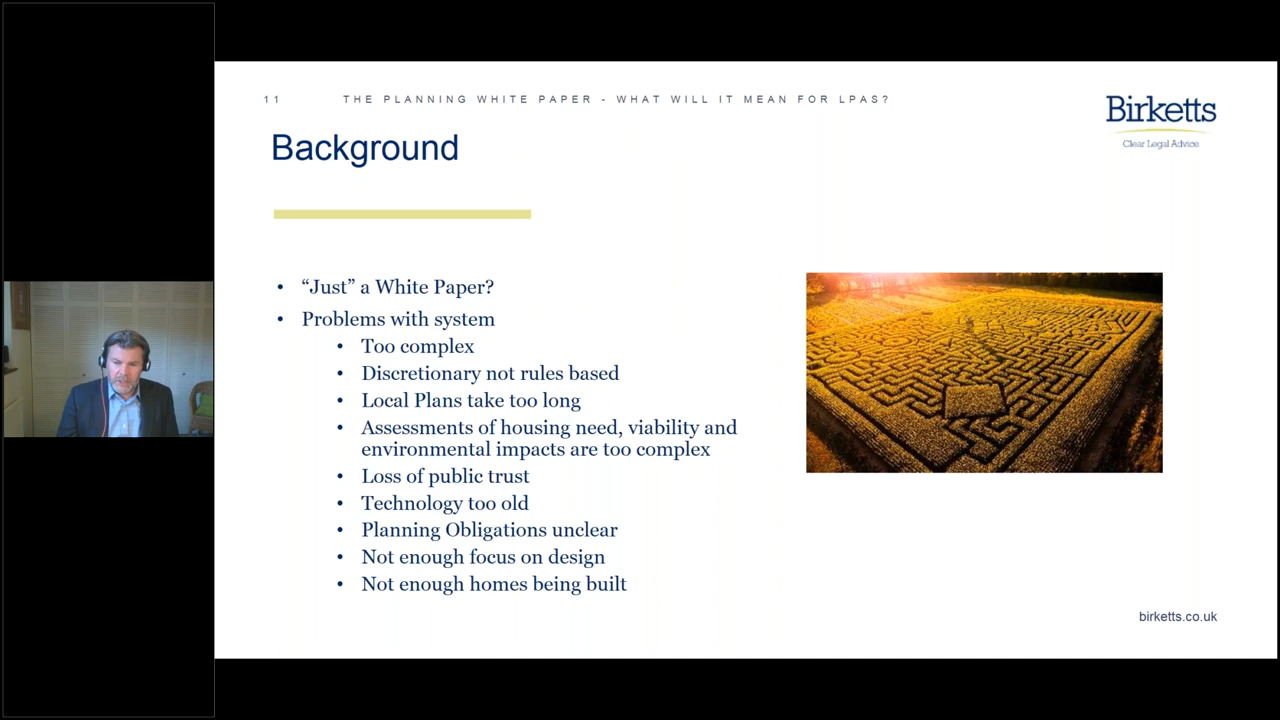 11 THE PLANNING WHITE PAPER - WHAT WILL IT MEAN FOR LPAS?
Birketts
Clear Legal Advice
Background
• “Just” a White Paper?
• Problems with system
• Too complex
• Discretionary not rules based
• Local Plans take too long
• Assessments of housing need, viability and
environmental impacts are too complex
• Loss of public trust
• Technology too old
• Planning Obligations unclear
• Not enough focus on design
• Not enough homes being built
birketts.co.uk